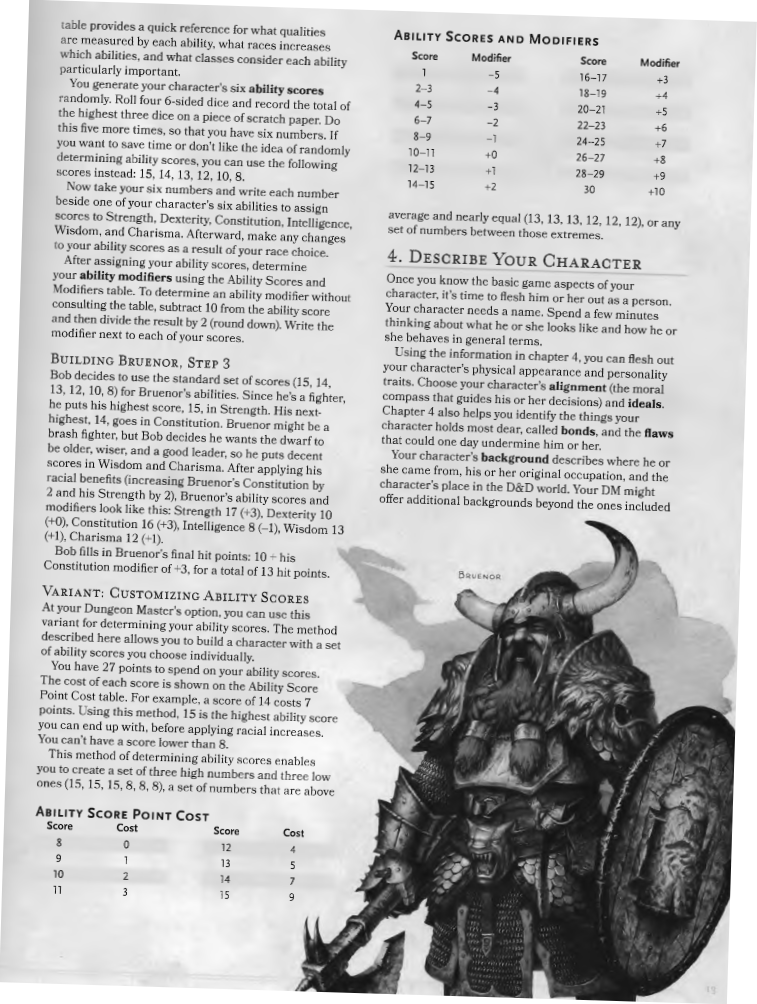 table provides a quick reference for what qualities
are measured by each ability, what races increases
which abilities, and what classes consider each ability
particularly important.
You generate your character's six ability scores
randomly. Roll four 6-sided dice and record the total of
the highest three dice on a piece of scratch paper. Do
this five more times, so that you have six numbers. If
you want to save time or don't like the idea of randomly
determining ability scores, you can use the following
scores instead: 15, 14, 13, 12, 10, 8.
Now take your six numbers and write each number
beside one of your character's six abilities to assign
scores to Strength, Dexterity, Constitution, Intelligence,
Wisdom, and Charisma. Afterward, make any changes
to your ability scores as a result of your race choice.
After assigning your ability scores, determine
your ability modifiers using the Ability Scores and
Modifiers table. To determine an ability modifier without
consulting the table, subtract 10 from the ability score
and then divide the result by 2 (round down). Write the
modifier next to each of your scores.
BUILDING BRUENOR, STEP 3
Bob decides to use the standard set of scores (15, 14,
13, 12, 10, 8) for Bruenor's abilities. Since he's a fighter,
he puts his highest score, 15, in Strength. His next-
highest, 14, goes in Constitution. Bruenor might be a
brash fighter, but Bob decides he wants the dwarf to
be older, wiser, and a good leader, so he puts decent
scores in Wisdom and Charisma. After applying his
racial benefits (increasing Bruenor's Constitution by
2 and his Strength by 2), Bruenor's ability scores and
modifiers look like this: Strength 17 (+3), Dexterity 10
(+0), Constitution 16 (+3), Intelligence 8 (−1), Wisdom 13
(+1), Charisma 12 (+1).
Bob fills in Bruenor's final hit points: 10 + his
Constitution modifier of +3, for a total of 13 hit points.
VARIANT: CUSTOMIZING ABILITY SCORES
At your Dungeon Master's option, you can use this
variant for determining your ability scores. The method
described here allows you to build a character with a set
of ability scores you choose individually.
You have 27 points to spend on your ability scores.
The cost of each score is shown on the Ability Score
Point Cost table. For example, a score of 14 costs 7
points. Using this method, 15 is the highest ability score
you can end up with, before applying racial increases.
You can't have a score lower than 8.
This method of determining ability scores enables
you to create a set of three high numbers and three low
ones (15, 15, 15, 8, 8, 8), a set of numbers that are above
ABILITY SCORE POINT COST
Score Cost Score Cost
8 0 12 4
9 1 13 5
10 2 14 7
11 3 15 9
ABILITY SCORES AND MODIFIERS
Score Modifier Score Modifier
1 −5 16–17 +3
2–3 −4 18–19 +4
4–5 −3 20–21 +5
6–7 −2 22–23 +6
8–9 −1 24–25 +7
10–11 +0 26–27 +8
12–13 +1 28–29 +9
14–15 +2 30 +10
average and nearly equal (13, 13, 13, 12, 12, 12), or any
set of numbers between those extremes.
4. DESCRIBE YOUR CHARACTER
Once you know the basic game aspects of your
character, it's time to flesh him or her out as a person.
Your character needs a name. Spend a few minutes
thinking about what he or she looks like and how he or
she behaves in general terms.
Using the information in chapter 4, you can flesh out
your character's physical appearance and personality
traits. Choose your character's alignment (the moral
compass that guides his or her decisions) and ideals.
Chapter 4 also helps you identify the things your
character holds most dear, called bonds, and the flaws
that could one day undermine him or her.
Your character's background describes where he or
she came from, his or her original occupation, and the
character's place in the D&D world. Your DM might
offer additional backgrounds beyond the ones included
BRUENOR